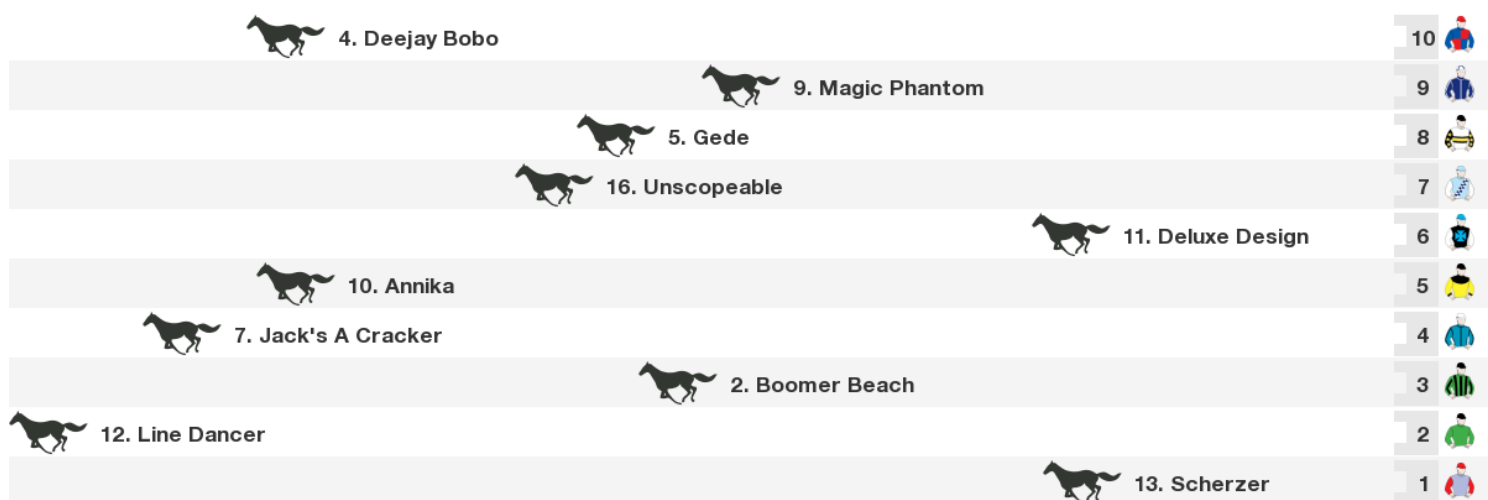 4. Deejay Bobo 10
9. Magic Phantom 9
5. Gede 8
16. Unscopeable 7
11. Deluxe Design 6
10. Annika 5
7. Jack's A Cracker 4
2. Boomer Beach 3
12. Line Dancer 2
13. Scherzer 1